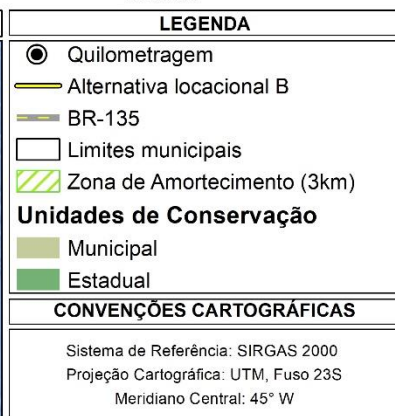 LEGENDA
Quilometragem
Alternativa locacional B
BR-135
Limites municipais
Zona de Amortecimento (3km)
Unidades de Conservação
Municipal
Estadual
CONVENÇÕES CARTOGRÁFICAS
Sistema de Referência: SIRGAS 2000
Projeção Cartográfica: UTM, Fuso 23S
Meridiano Central: 45° W